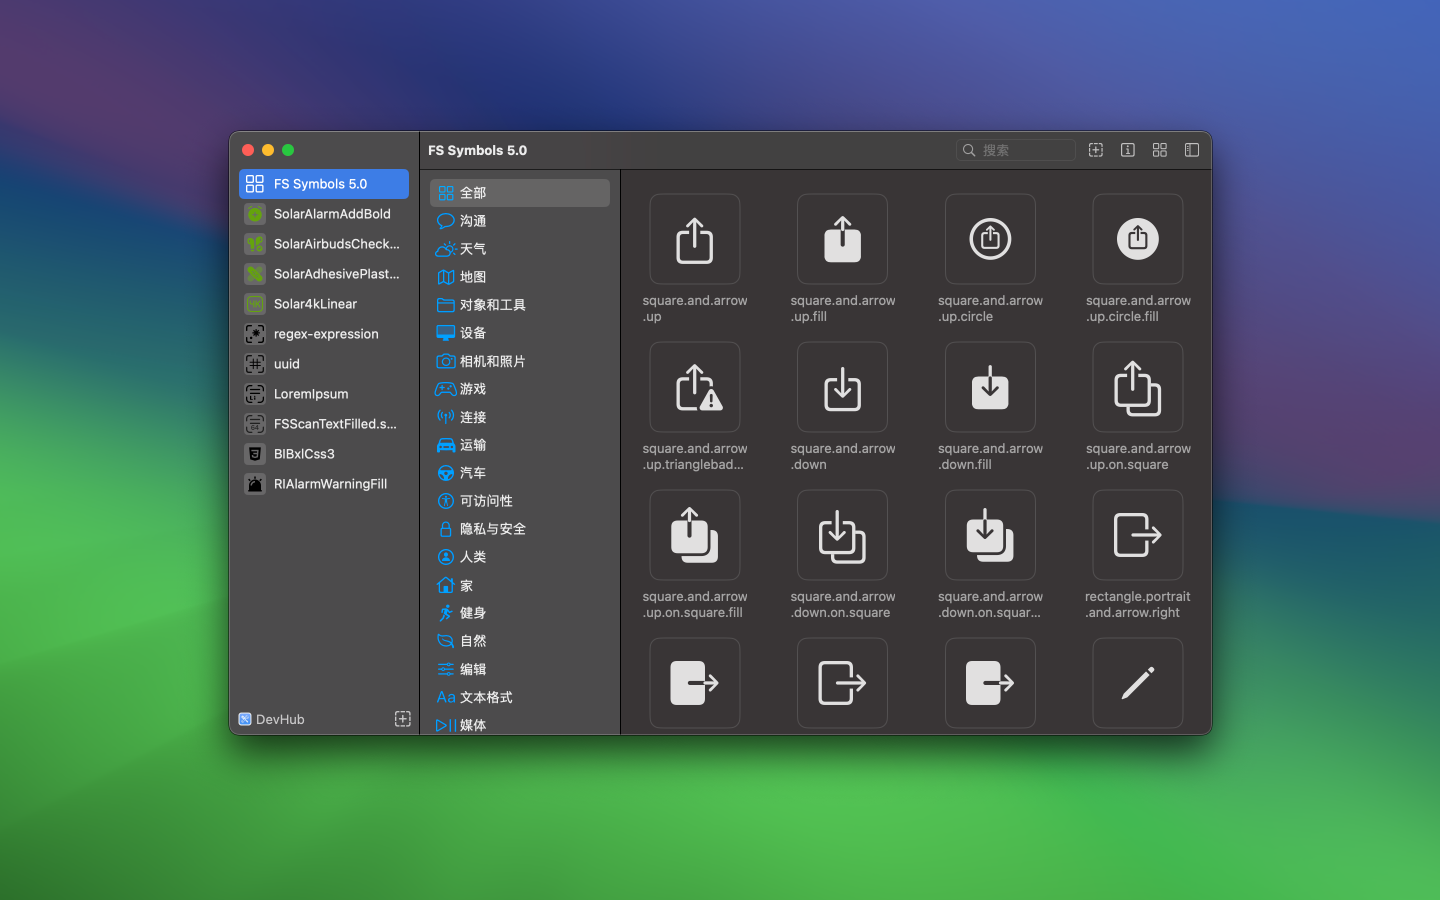 FS Symbols 5.0
搜索
FS Symbols 5.0
SolarAlarmAddBold
SolarAirbudsCheck...
SolarAdhesivePlast...
Solar4kLinear
regex-expression
uuid
LoremIpsum
FSScanTextFilled.s...
BIBxlCss3
RIAlarmWarningFill
DevHub
全部
沟通
天气
地图
对象和工具
设备
相机和照片
游戏
连接
运输
汽车
可访问性
隐私与安全
人类
家
健身
自然
编辑
Aa 文本格式
媒体
square.and.arrow
.up
square.and.arrow
.up.fill
square.and.arrow
.up.circle
square.and.arrow
.up.circle.fill
square.and.arrow
.up.trianglebad...
square.and.arrow
.down
square.and.arrow
.down.fill
square.and.arrow
.up.on.square
square.and.arrow
.up.on.square.fill
square.and.arrow
.down.on.square
square.and.arrow
.down.on.squar...
rectangle.portrait
.and.arrow.right